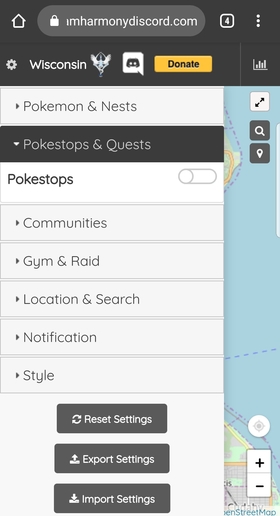 ımharmonydiscord.com
4
Wisconsin
Donate
Pokemon & Nests
Pokestops & Quests
Pokestops
Communities
Gym & Raid
Location & Search
Notification
Style
Reset Settings
Export Settings
Import Settings
+
−
enStreetMap